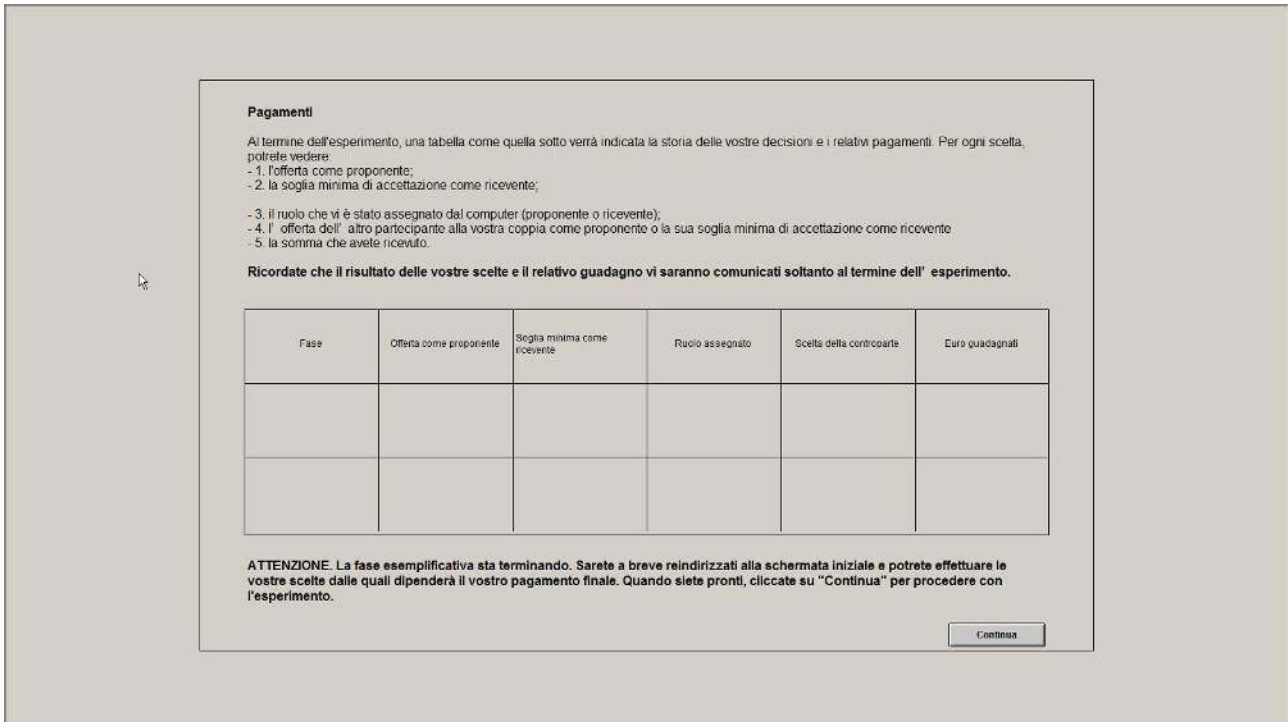 Pagamenti
Al termine dell'esperimento, una tabella come quella sotto verrà indicata la storia delle vostre decisioni e i relativi pagamenti. Per ogni scelta,
potrete vedere:
- 1. l'offerta come proponente;
- 2. la soglia minima di accettazione come ricevente;
- 3. il ruolo che vi è stato assegnato dal computer (proponente o ricevente);
- 4. l' offerta dell' altro partecipante alla vostra coppia come proponente o la sua soglia minima di accettazione come ricevente
- 5. la somma che avete ricevuto.
Ricordate che il risultato delle vostre scelte e il relativo guadagno vi saranno comunicati soltanto al termine dell' esperimento.
Fase
Offerta come proponente
Soglia minima come
ricevente
Ruolo assegnato
Scelta della controparte
Euro guadagnati
ATTENZIONE. La fase esemplificativa sta terminando. Sarete a breve reindirizzati alla schermata iniziale e potrete effettuare le
vostre scelte dalle quali dipenderà il vostro pagamento finale. Quando siete pronti, cliccate su "Continua" per procedere con
l'esperimento.
Continua